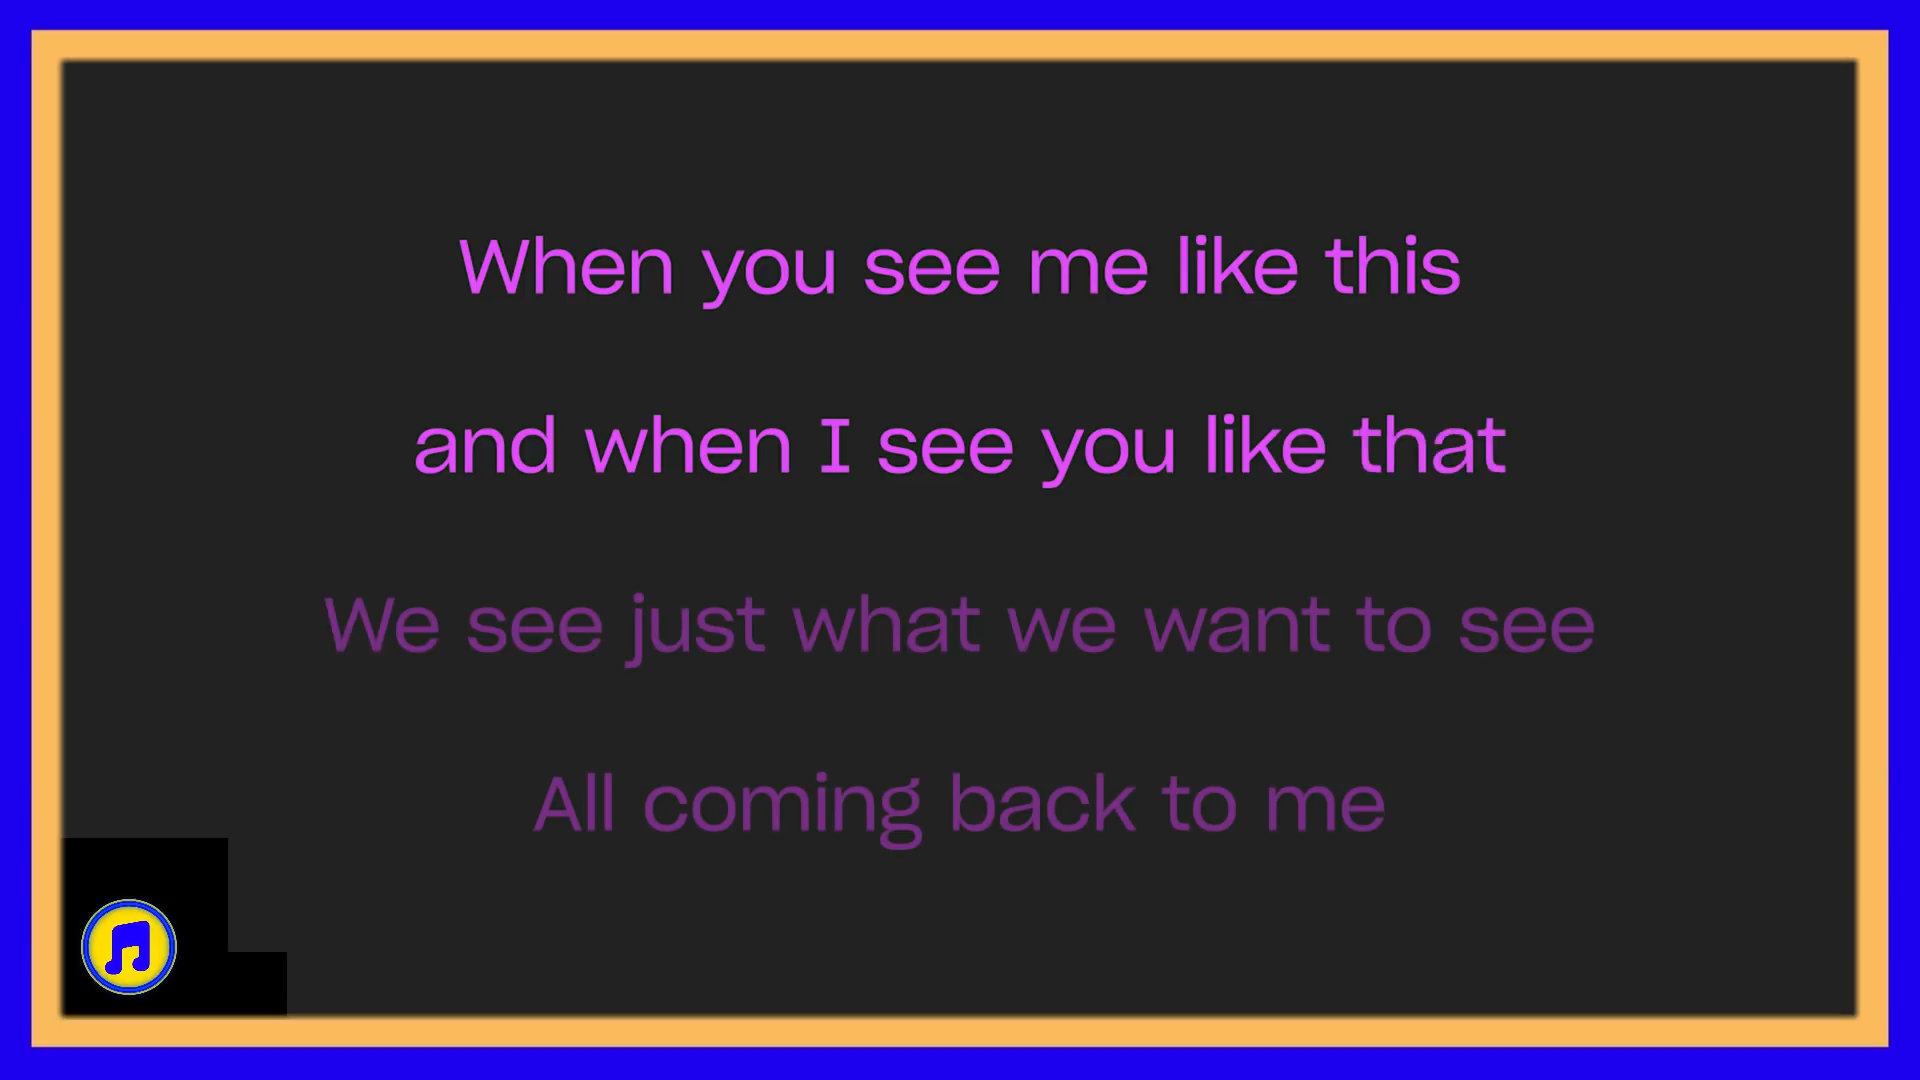 When you see me like this
and when I see you like that
We see just what we want to see
All coming back to me